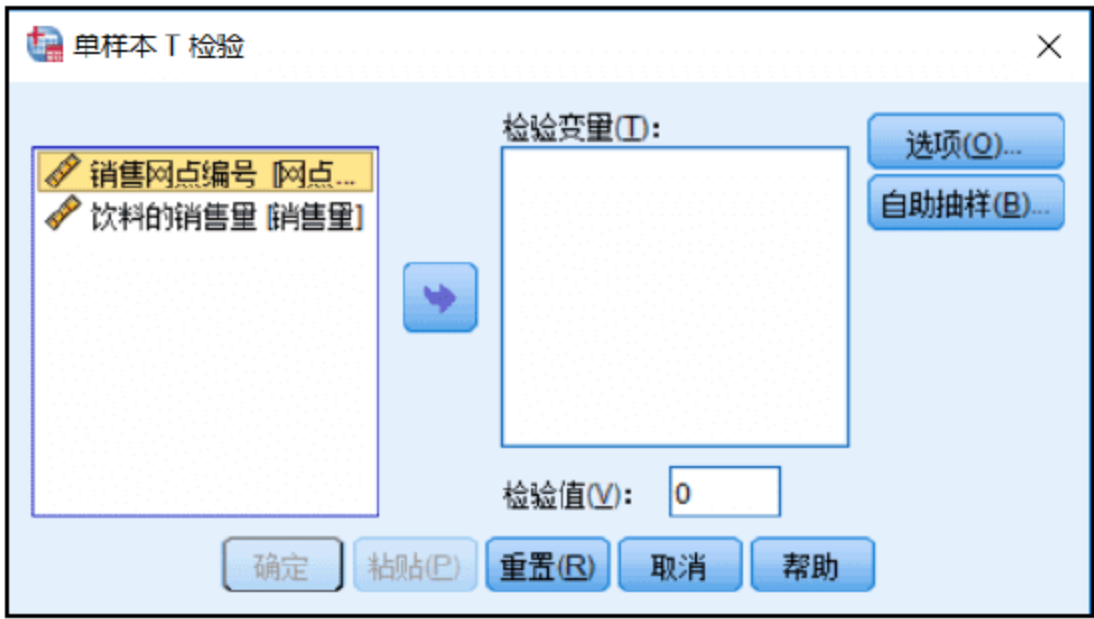 单样本 T 检验
检验变量(T)：
销售网点编号 [网点...
饮料的销售量 [销售量]
选项(O)...
自助抽样(B)...
检验值(V)： 0
确定 粘贴(P) 重置(R) 取消 帮助